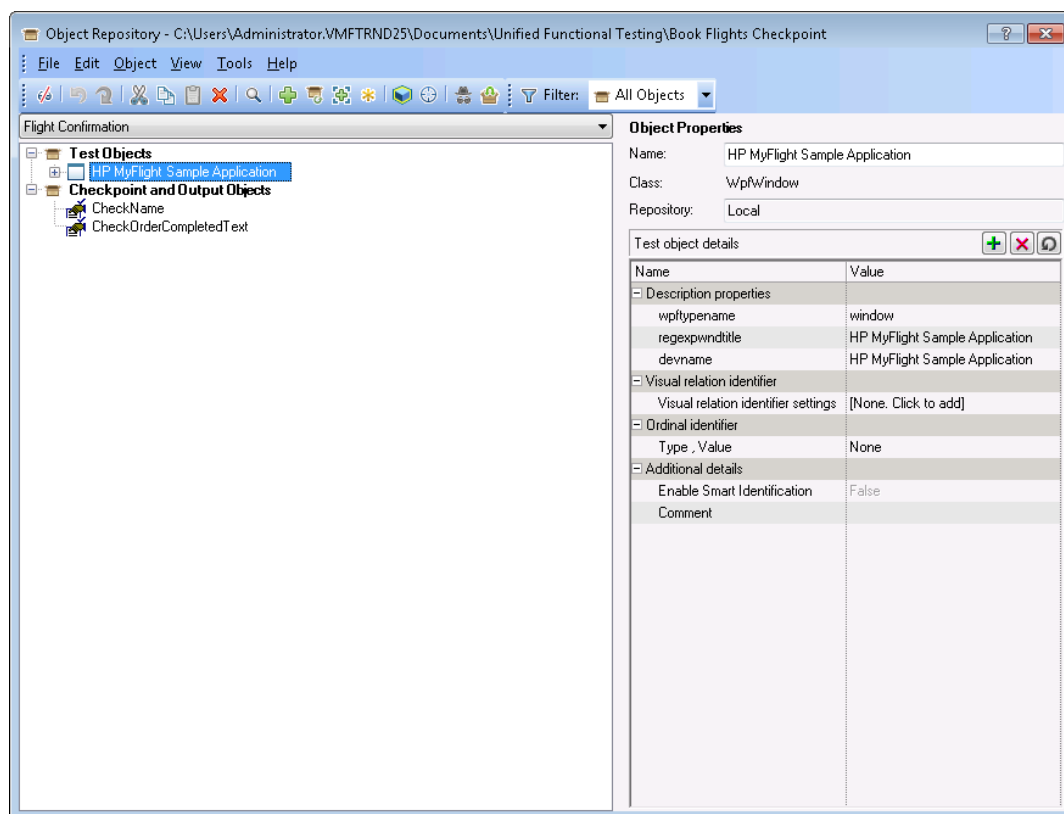 Object Repository - C:\Users\Administrator.VMFTRND25\Documents\Unified Functional Testing\Book Flights Checkpoint
File Edit Object View Tools Help
Filter: All Objects
Flight Confirmation
Test Objects
HP MyFlight Sample Application
Checkpoint and Output Objects
CheckName
CheckOrderCompletedText
Object Properties
Name: HP MyFlight Sample Application
Class: WpfWindow
Repository: Local
Test object details
Name Value
Description properties
wpftypename window
regexpwndtitle HP MyFlight Sample Application
devname HP MyFlight Sample Application
Visual relation identifier
Visual relation identifier settings [None. Click to add]
Ordinal identifier
Type , Value None
Additional details
Enable Smart Identification False
Comment